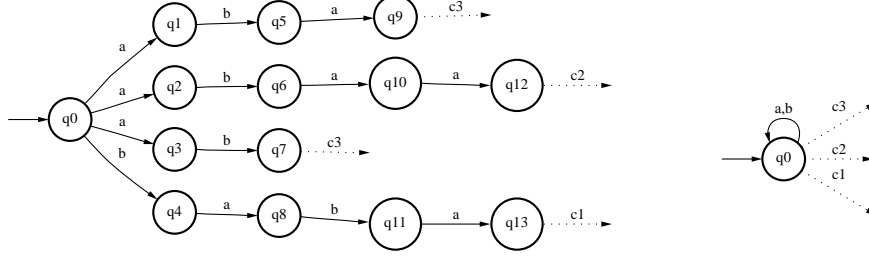 q1 b q5 a q9 c3
a
q2 b q6 a q10 a q12 c2
a
q0 a
q3 b q7 c3
b
q4 a q8 b q11 a q13 c1
a,b
q0
c3
c2
c1